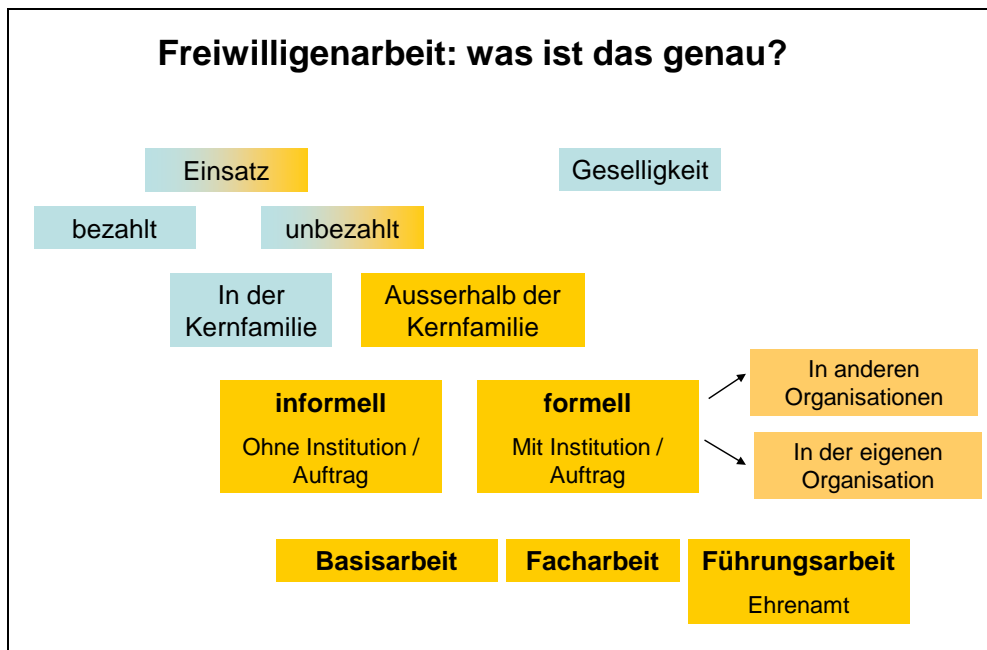 Freiwilligenarbeit: was ist das genau?
Einsatz
Geselligkeit
bezahlt
unbezahlt
In der
Kernfamilie
Ausserhalb der
Kernfamilie
informell
Ohne Institution /
Auftrag
formell
Mit Institution /
Auftrag
In anderen
Organisationen
In der eigenen
Organisation
Basisarbeit
Facharbeit
Führungsarbeit
Ehrenamt